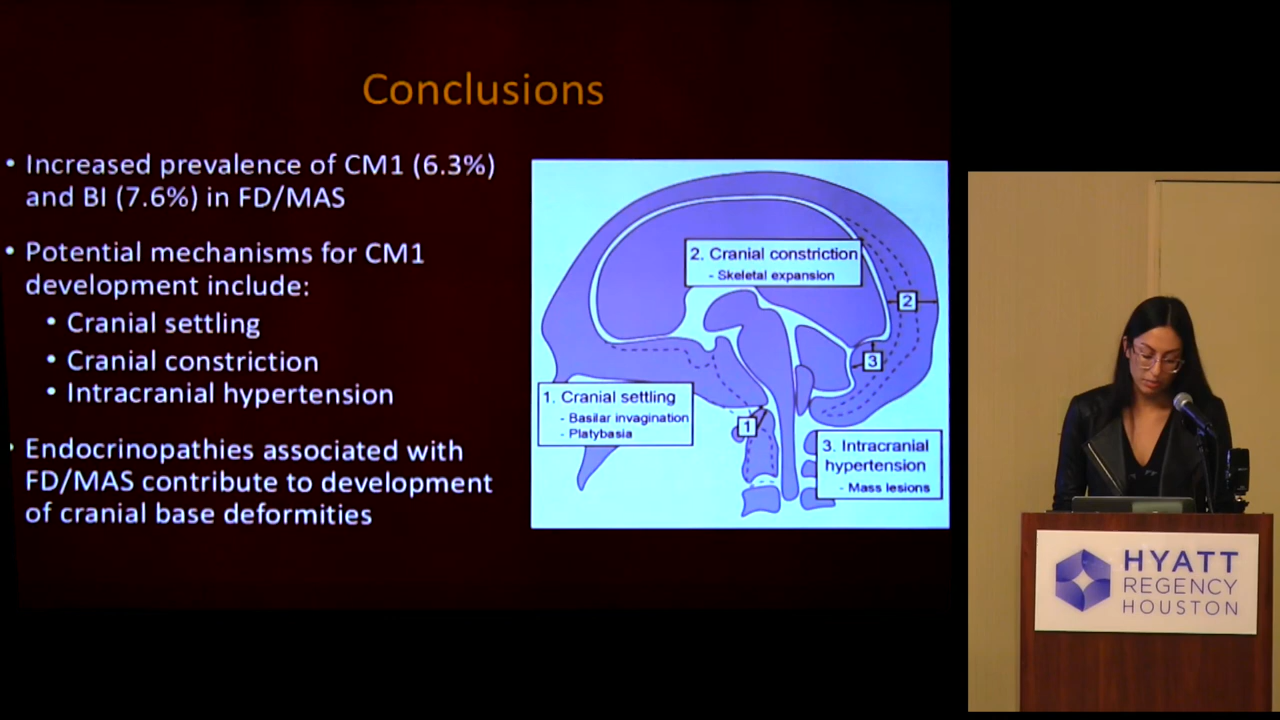 Conclusions
• Increased prevalence of CM1 (6.3%)
and BI (7.6%) in FD/MAS
• Potential mechanisms for CM1
development include:
• Cranial settling
• Cranial constriction
• Intracranial hypertension
• Endocrinopathies associated with
FD/MAS contribute to development
of cranial base deformities
2. Cranial constriction
- Skeletal expansion
2
3
1. Cranial settling
- Basilar invagination
- Platybasia
1
3. Intracranial
hypertension
- Mass lesions
HYATT
REGENCY
HOUSTON